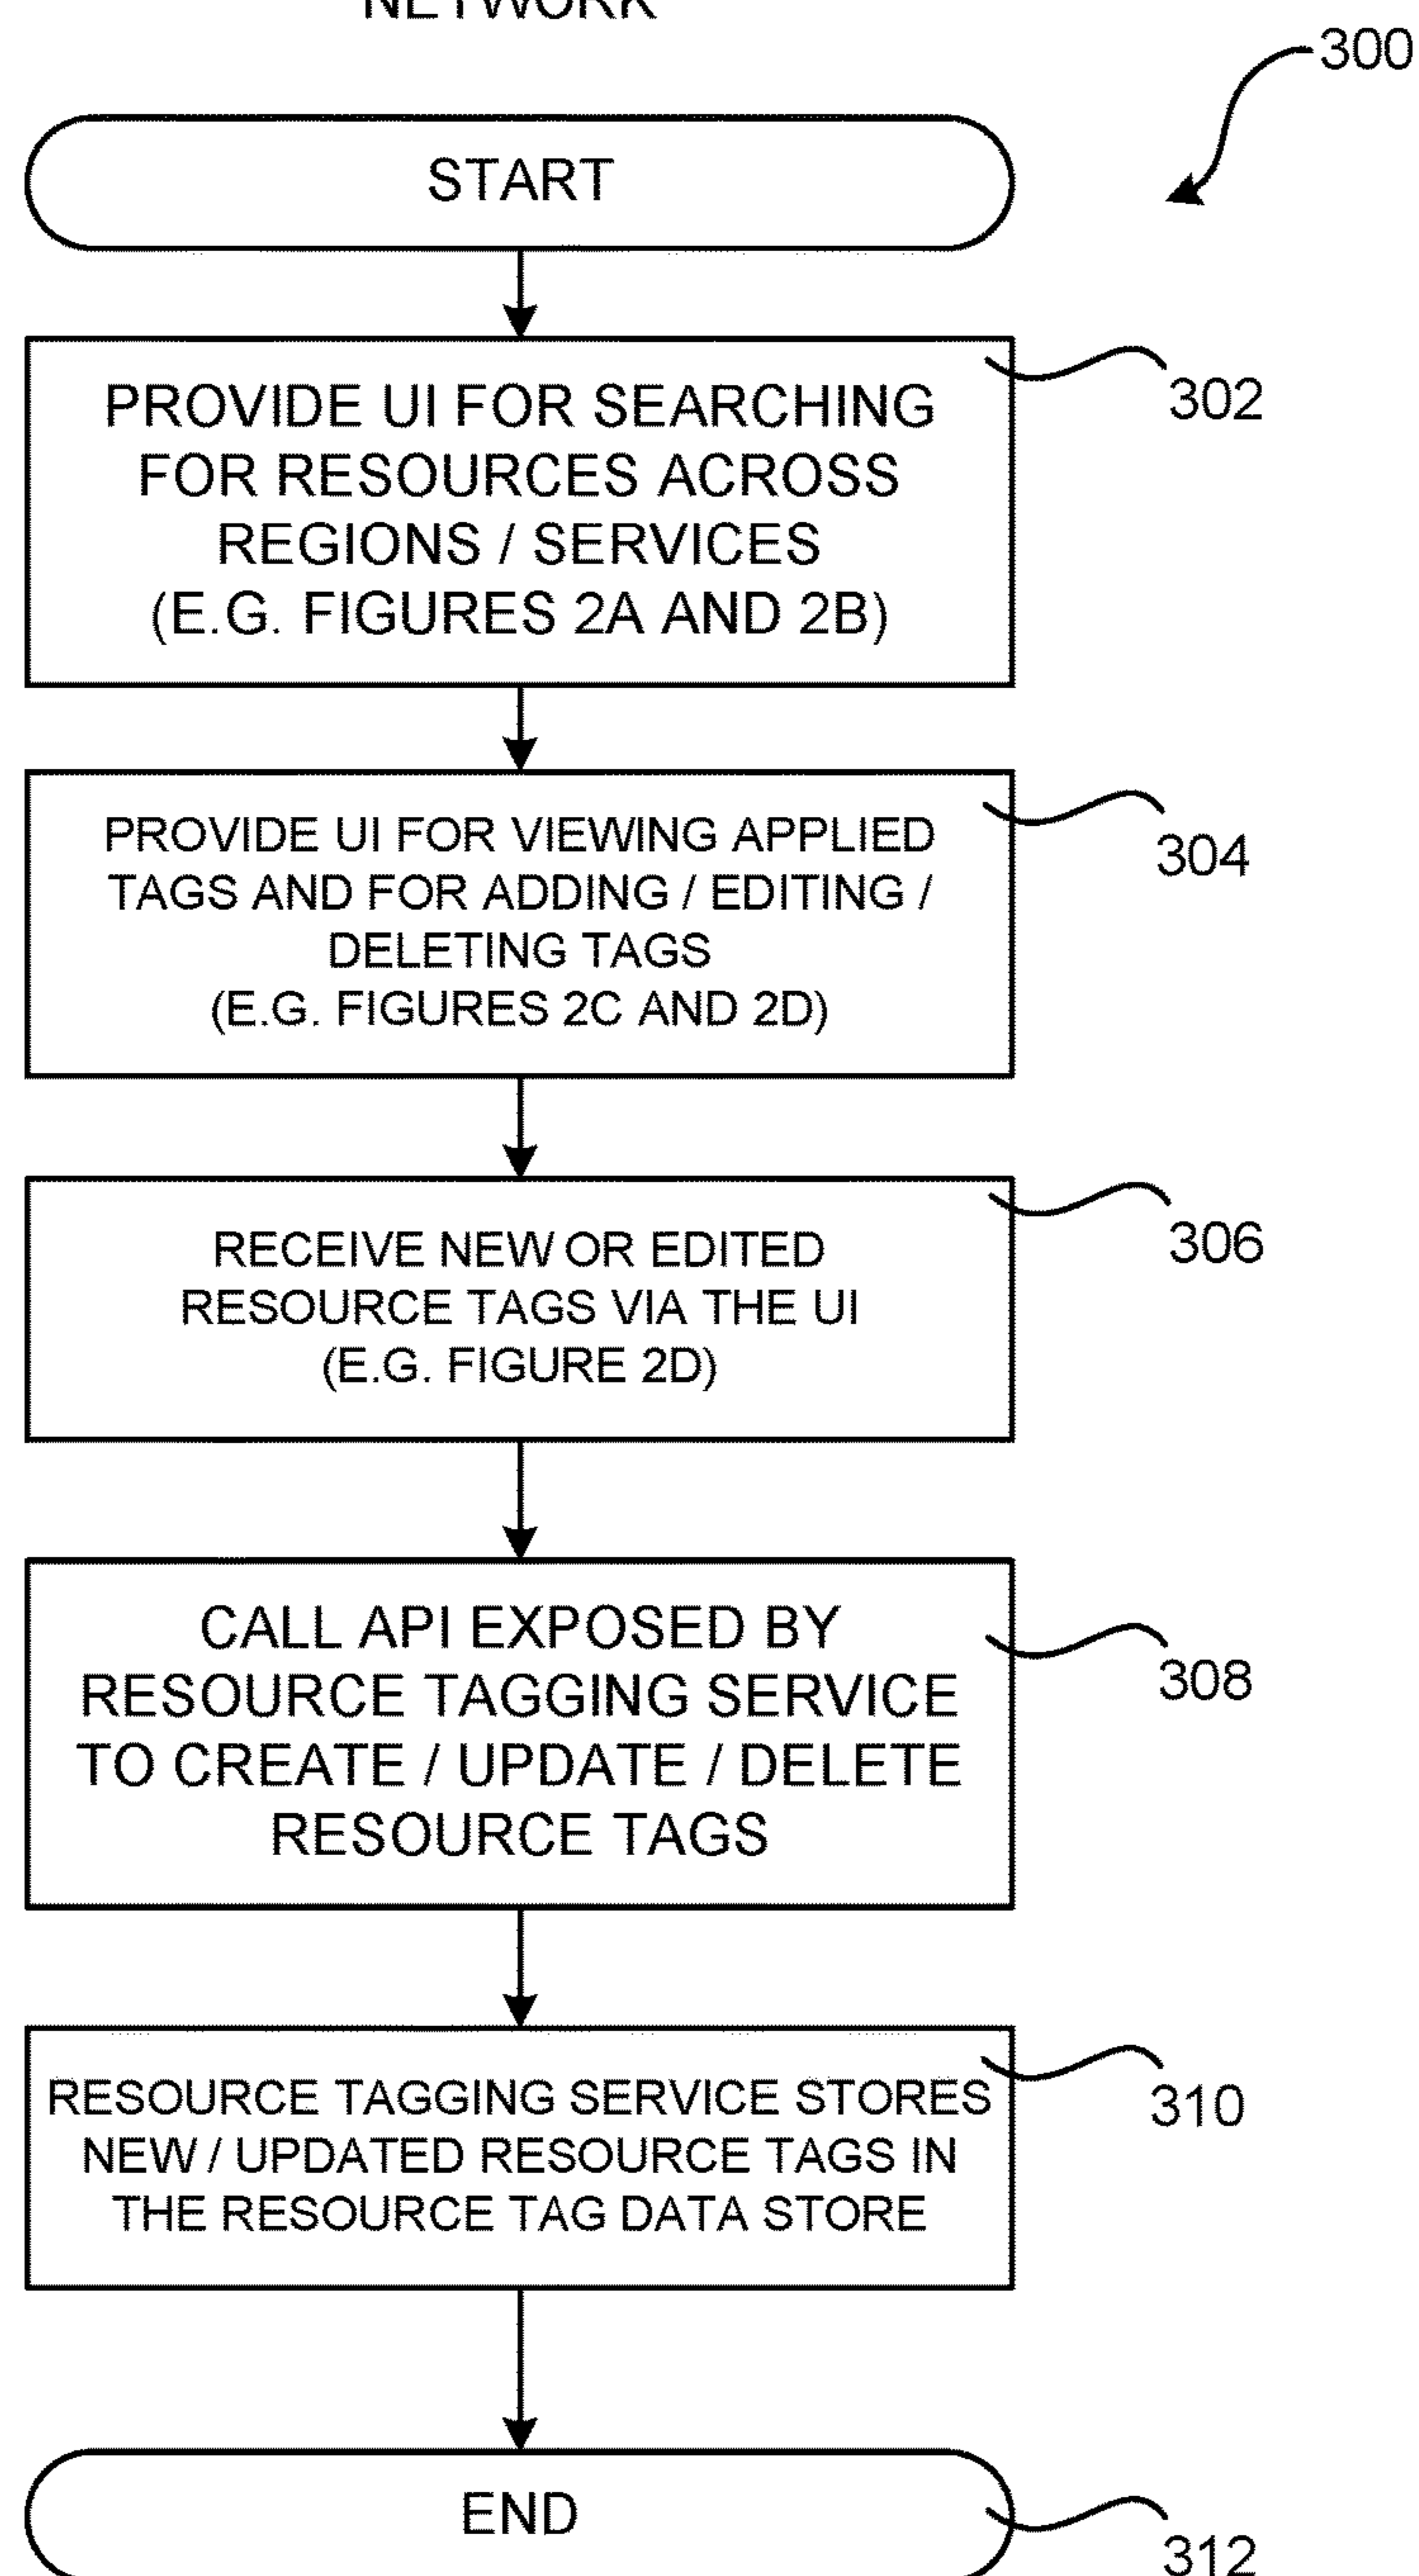 NETWORK
300
START
PROVIDE UI FOR SEARCHING
FOR RESOURCES ACROSS
REGIONS / SERVICES
(E.G. FIGURES 2A AND 2B)
302
PROVIDE UI FOR VIEWING APPLIED
TAGS AND FOR ADDING / EDITING /
DELETING TAGS
(E.G. FIGURES 2C AND 2D)
304
RECEIVE NEW OR EDITED
RESOURCE TAGS VIA THE UI
(E.G. FIGURE 2D)
306
CALL API EXPOSED BY
RESOURCE TAGGING SERVICE
TO CREATE / UPDATE / DELETE
RESOURCE TAGS
308
RESOURCE TAGGING SERVICE STORES
NEW / UPDATED RESOURCE TAGS IN
THE RESOURCE TAG DATA STORE
310
END
312